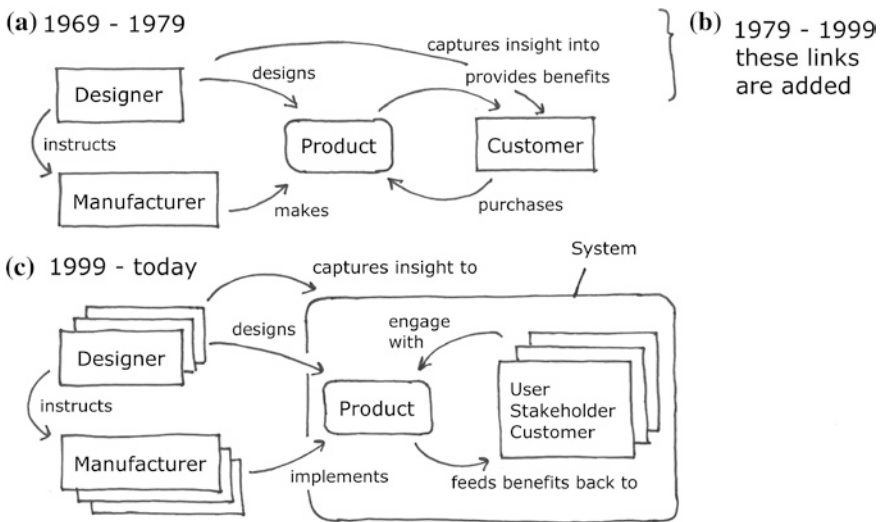 (a) 1969 - 1979
captures insight into
(b) 1979 - 1999
these links
are added
designs
provides benefits
Designer
instructs
Product
Customer
Manufacturer
makes
purchases
(c) 1999 - today
captures insight to
System
designs
engage
with
Designer
instructs
Product
User
Stakeholder
Customer
Manufacturer
implements
feeds benefits back to